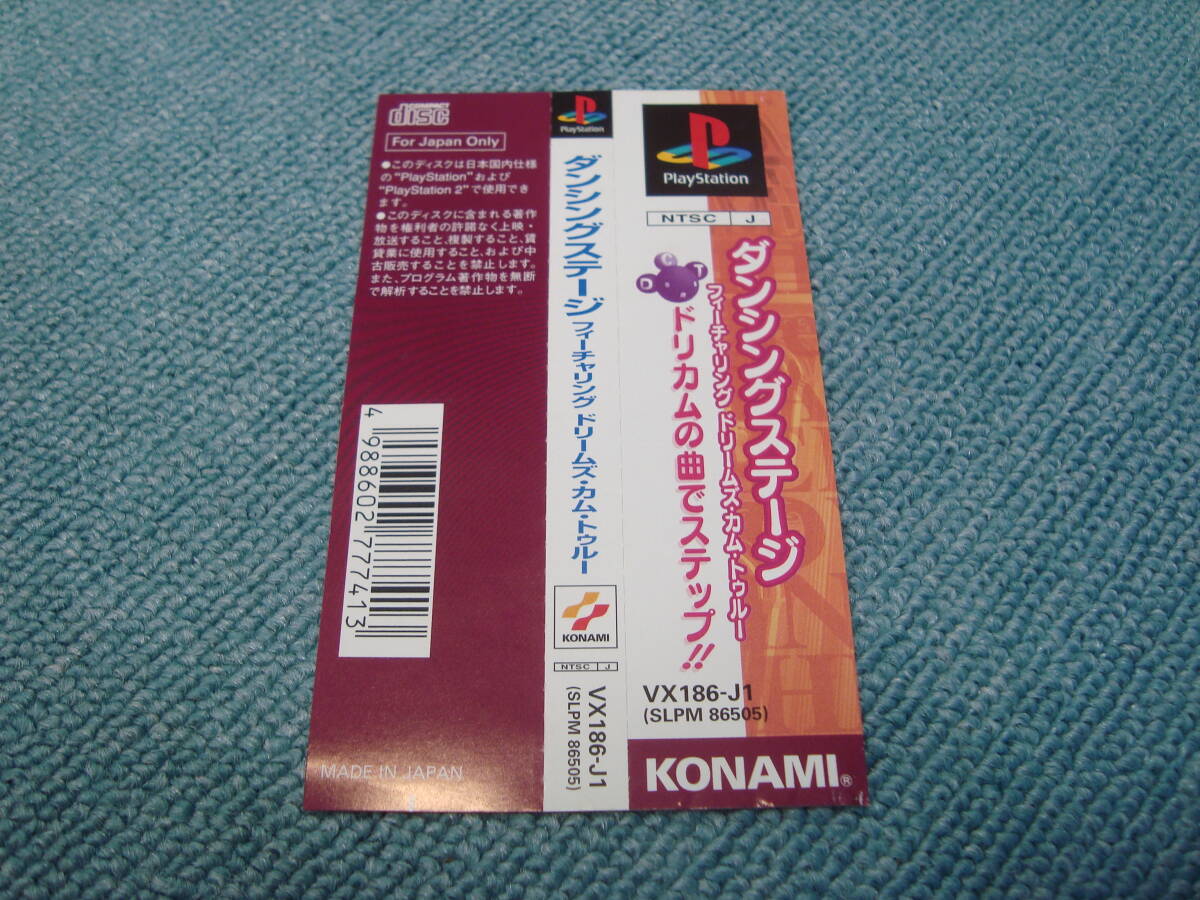 COMPACT
disc
For Japan Only
●このディスクは日本国内仕様
の"PlayStation"および
"PlayStation 2"で使用でき
ます。
●このディスクに含まれる著作
物を権利者の許諾なく上映・
放送すること、複製すること、賃
貸業に使用すること、および中
古販売することを禁止します。
また、プログラム著作物を無断
で解析することを禁止します。
4 988602 777413
MADE IN JAPAN
PlayStation
ダンシングステージ フィーチャリング ドリームズ・カム・トゥルー
KONAMI
NTSC J
VX186-J1
(SLPM 86505)
PlayStation
NTSC J
ダンシングステージ
フィーチャリング ドリームズ・カム・トゥルー
DCT
ドリカムの曲でステップ!!
VX186-J1
(SLPM 86505)
KONAMI®